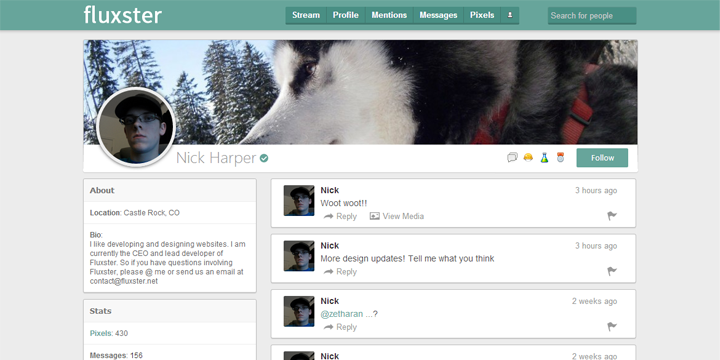 fluxster
Stream Profile Mentions Messages Pixels
Search for people
Nick Harper
Follow
About
Location: Castle Rock, CO
Bio:
I like developing and designing websites. I am
currently the CEO and lead developer of
Fluxster. So if you have questions involving
Fluxster, please @ me or send us an email at
contact@fluxster.net
Stats
Pixels: 430
Messages: 156
Nick 3 hours ago
Woot woot!!
Reply View Media
Nick 3 hours ago
More design updates! Tell me what you think
Reply
Nick 2 weeks ago
@zetharan ...?
Reply
Nick 2 weeks ago